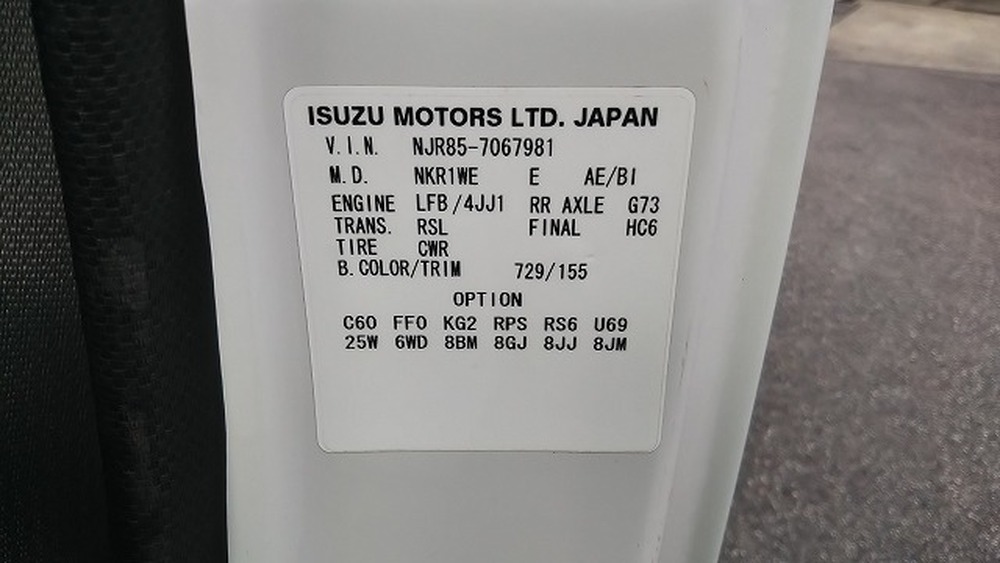 ISUZU MOTORS LTD. JAPAN
V.I.N. NJR85-7067981
M.D. NKR1WE E AE/BI
ENGINE LFB/4JJ1 RR AXLE G73
TRANS. RSL FINAL HC6
TIRE CWR
B.COLOR/TRIM 729/155
OPTION
C60 FF0 KG2 RPS RS6 U69
25W 6WD 8BM 8GJ 8JJ 8JM